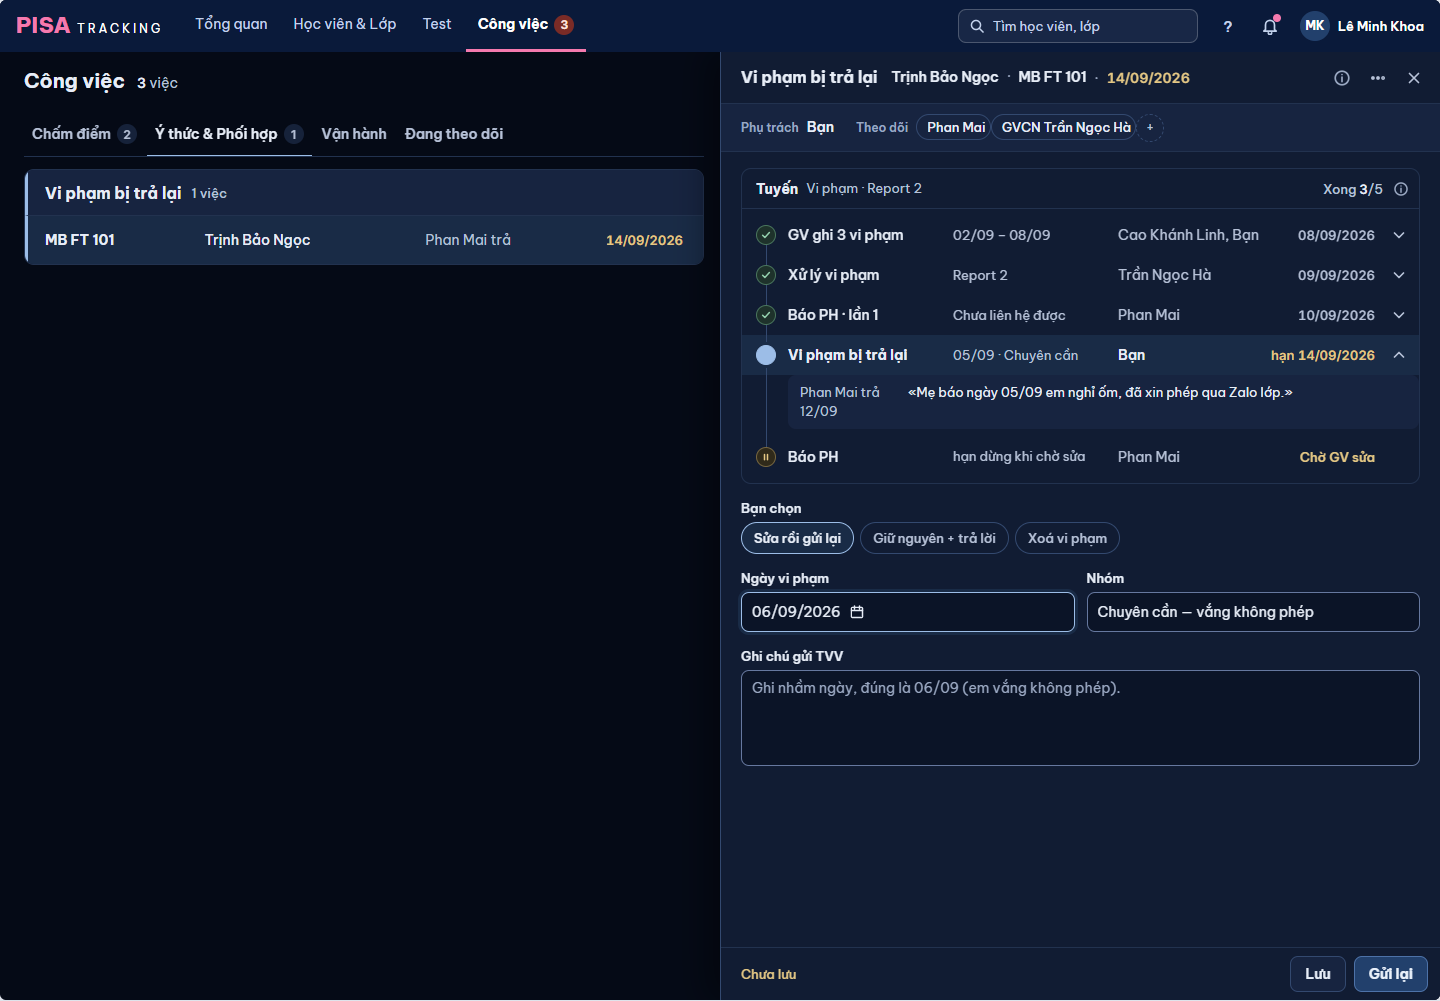 PISA TRACKING Tổng quan Học viên & Lớp Test Công việc 3 Tìm học viên, lớp ? MK Lê Minh Khoa
Công việc 3 việc
Chấm điểm 2 Ý thức & Phối hợp 1 Vận hành Đang theo dõi
Vi phạm bị trả lại 1 việc
MB FT 101 Trịnh Bảo Ngọc Phan Mai trả 14/09/2026
Vi phạm bị trả lại Trịnh Bảo Ngọc · MB FT 101 · 14/09/2026
Phụ trách Bạn Theo dõi Phan Mai GVCN Trần Ngọc Hà +
Tuyến Vi phạm · Report 2 Xong 3/5
GV ghi 3 vi phạm 02/09 – 08/09 Cao Khánh Linh, Bạn 08/09/2026
Xử lý vi phạm Report 2 Trần Ngọc Hà 09/09/2026
Báo PH · lần 1 Chưa liên hệ được Phan Mai 10/09/2026
Vi phạm bị trả lại 05/09 · Chuyên cần Bạn hạn 14/09/2026
Phan Mai trả «Mẹ báo ngày 05/09 em nghỉ ốm, đã xin phép qua Zalo lớp.»
12/09
Báo PH hạn dừng khi chờ sửa Phan Mai Chờ GV sửa
Bạn chọn
Sửa rồi gửi lại Giữ nguyên + trả lời Xoá vi phạm
Ngày vi phạm Nhóm
06/09/2026 Chuyên cần — vắng không phép
Ghi chú gửi TVV
Ghi nhầm ngày, đúng là 06/09 (em vắng không phép).
Chưa lưu Lưu Gửi lại